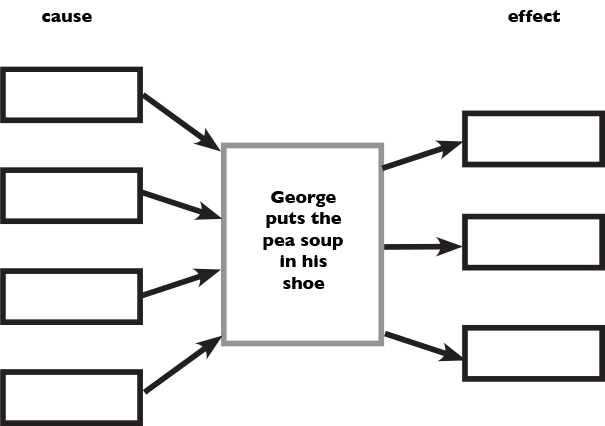 cause
effect
George
puts the
pea soup
in his
shoe